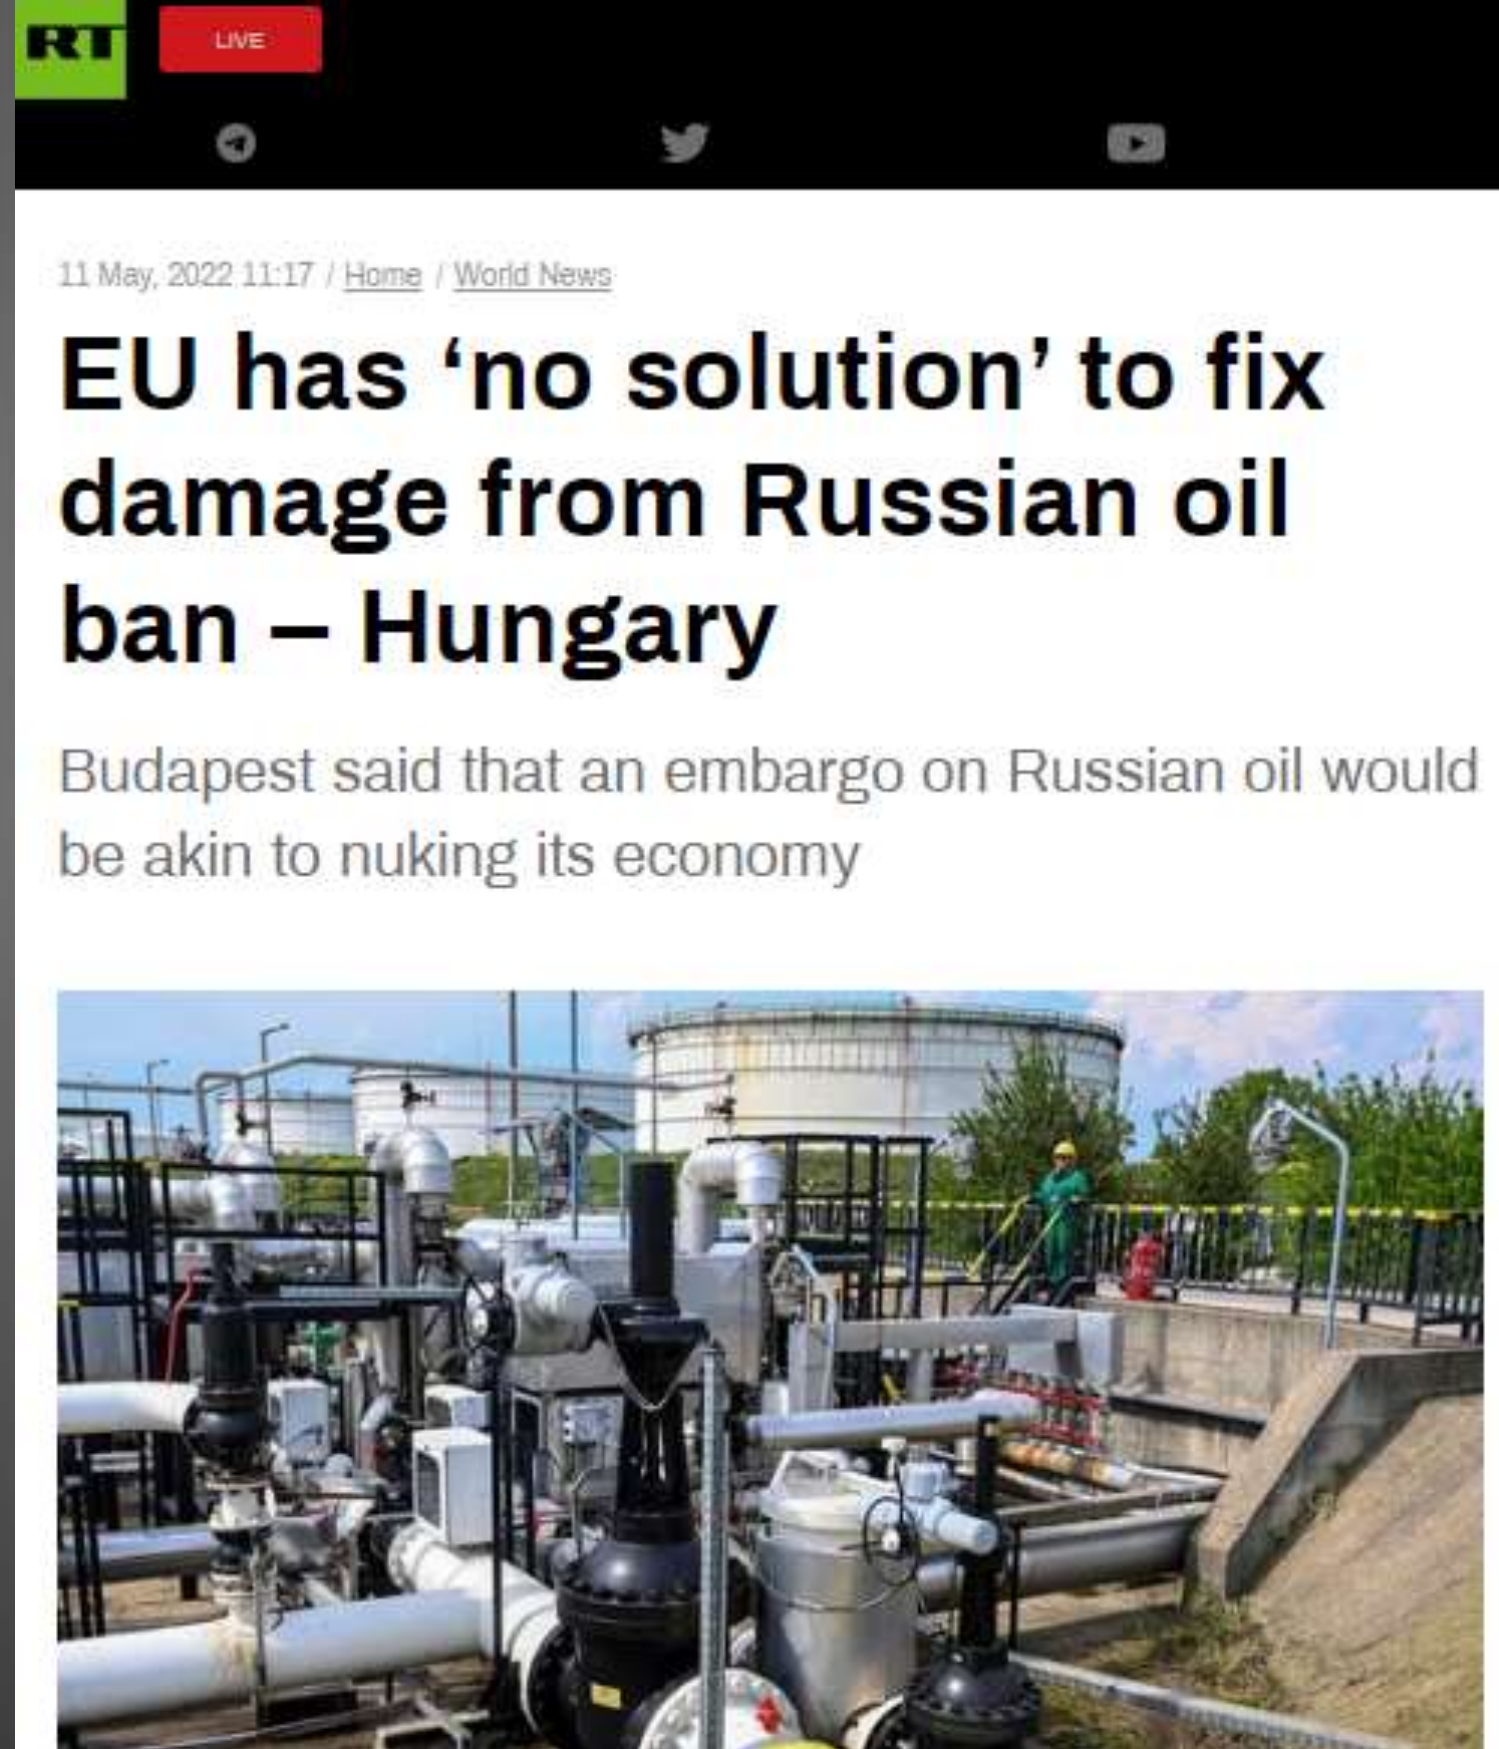 RT
LIVE
11 May, 2022 11:17 / Home / World News
EU has ‘no solution’ to fix
damage from Russian oil
ban – Hungary
Budapest said that an embargo on Russian oil would
be akin to nuking its economy